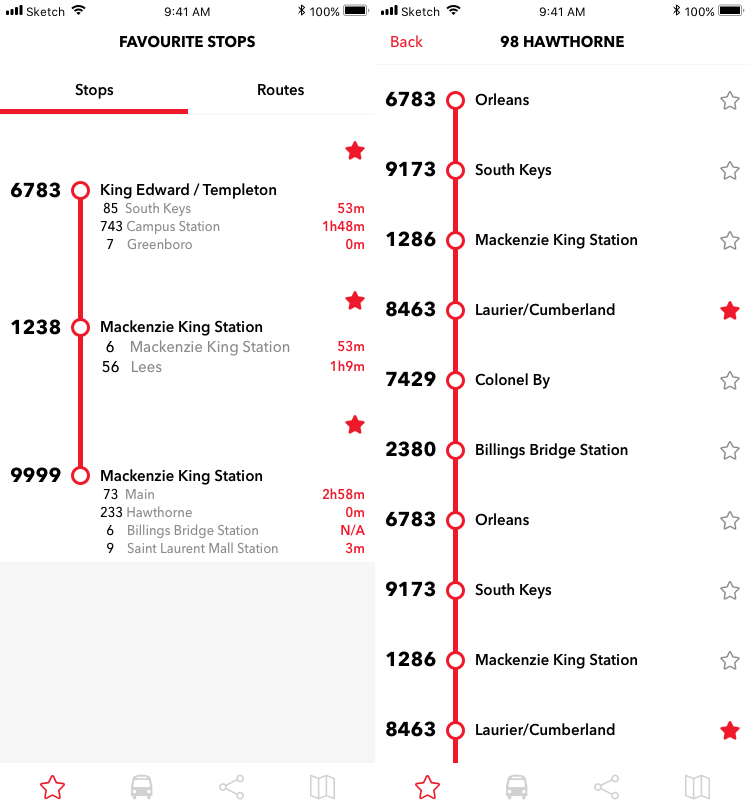 Sketch 9:41 AM 100%
FAVOURITE STOPS
Stops Routes
6783 King Edward / Templeton
85 South Keys 53m
743 Campus Station 1h48m
7 Greenboro 0m
1238 Mackenzie King Station
6 Mackenzie King Station 53m
56 Lees 1h9m
9999 Mackenzie King Station
73 Main 2h58m
233 Hawthorne 0m
6 Billings Bridge Station N/A
9 Saint Laurent Mall Station 3m
Sketch 9:41 AM 100%
Back 98 HAWTHORNE
6783 Orleans
9173 South Keys
1286 Mackenzie King Station
8463 Laurier/Cumberland
7429 Colonel By
2380 Billings Bridge Station
6783 Orleans
9173 South Keys
1286 Mackenzie King Station
8463 Laurier/Cumberland